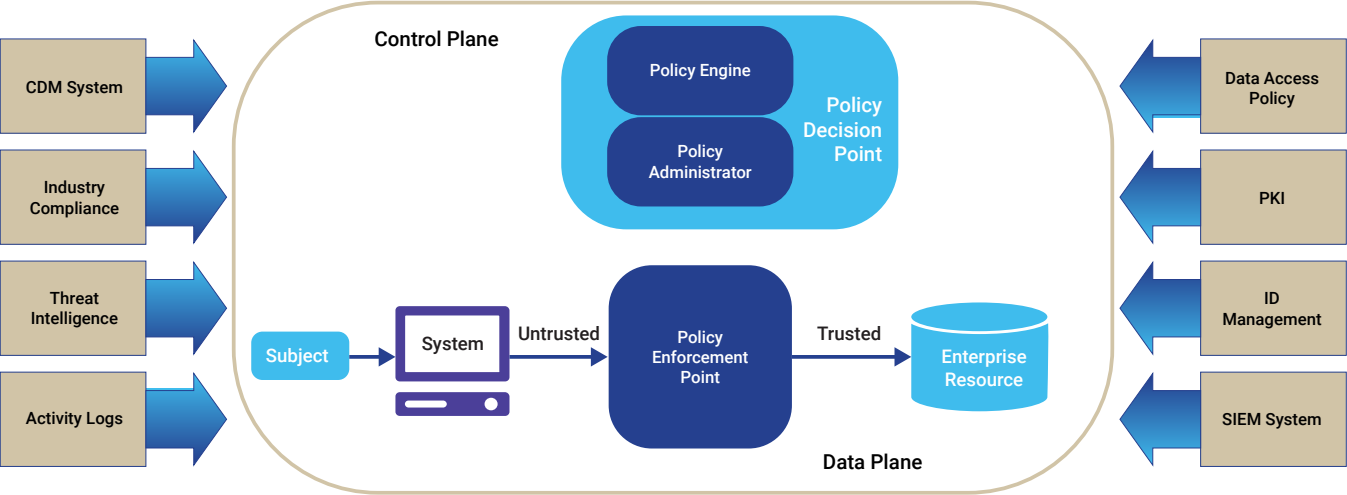 Control Plane
CDM System
Industry
Compliance
Threat
Intelligence
Activity Logs
Policy Engine
Policy
Administrator
Policy
Decision
Point
Subject
System
Untrusted
Policy
Enforcement
Point
Trusted
Enterprise
Resource
Data Plane
Data Access
Policy
PKI
ID
Management
SIEM System